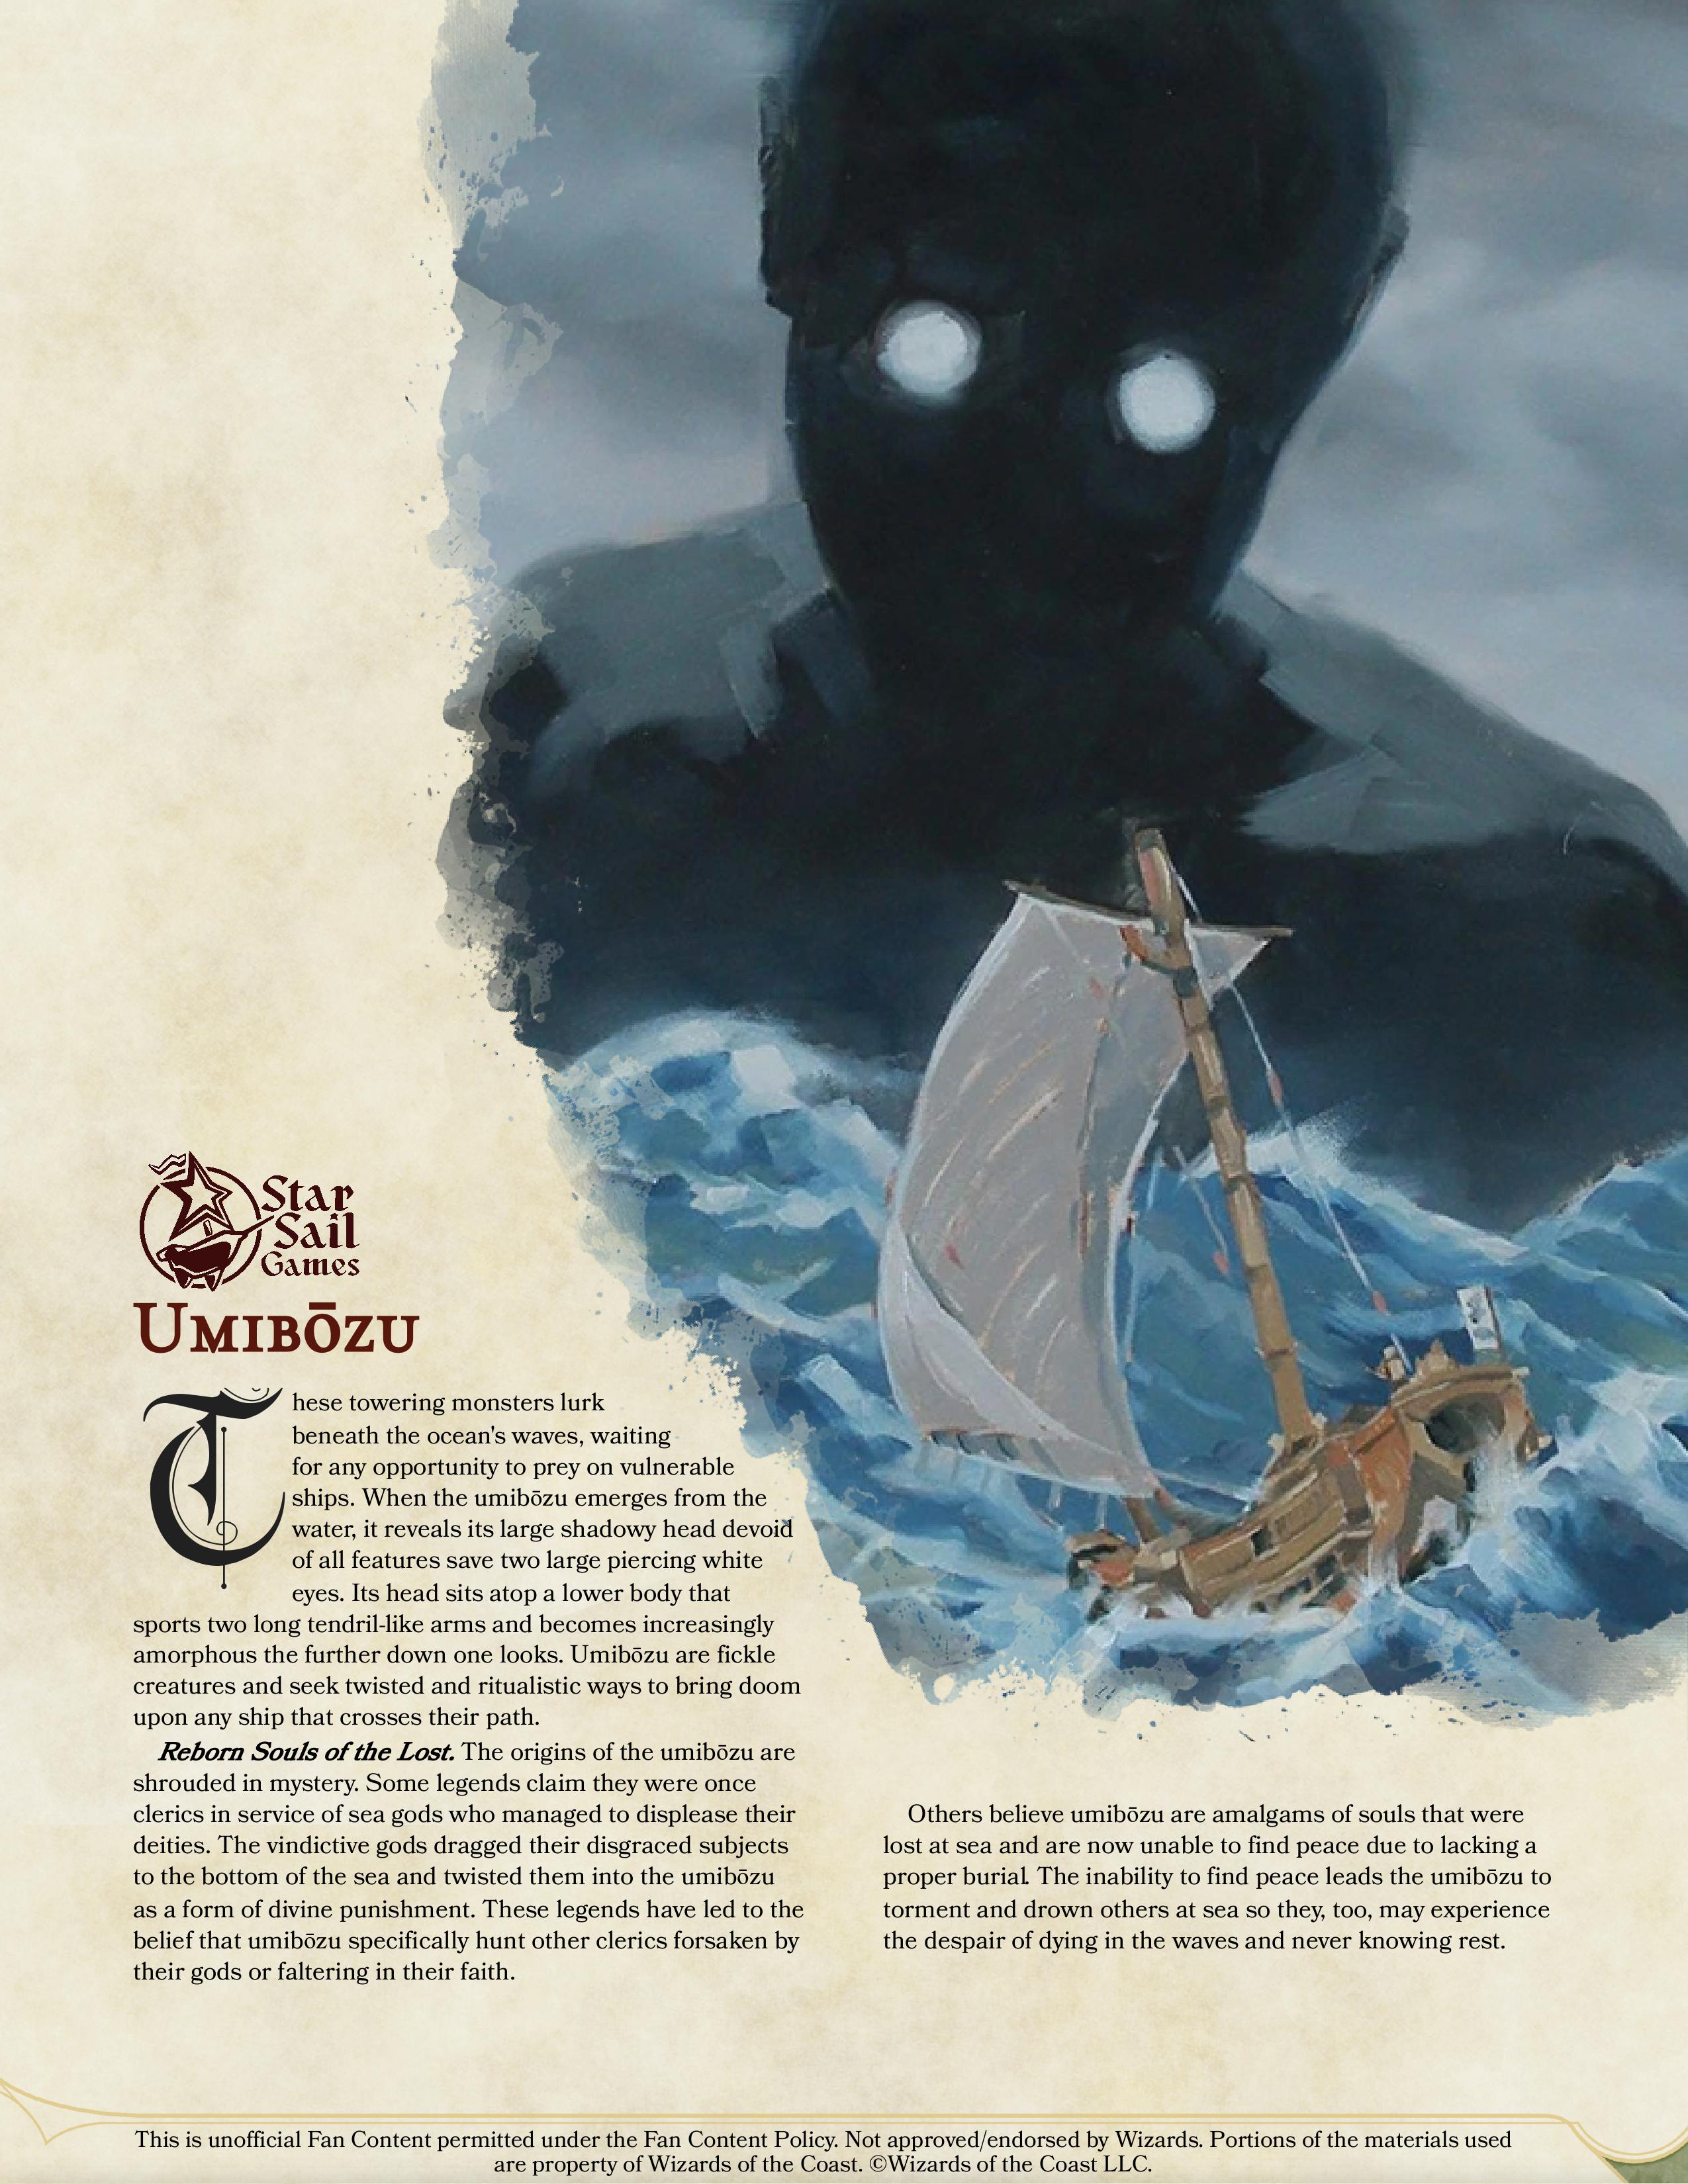 Star
Sail
Games
Umibōzu
These towering monsters lurk
beneath the ocean's waves, waiting
for any opportunity to prey on vulnerable
ships. When the umibōzu emerges from the
water, it reveals its large shadowy head devoid
of all features save two large piercing white
eyes. Its head sits atop a lower body that
sports two long tendril-like arms and becomes increasingly
amorphous the further down one looks. Umibōzu are fickle
creatures and seek twisted and ritualistic ways to bring doom
upon any ship that crosses their path.
Reborn Souls of the Lost. The origins of the umibōzu are
shrouded in mystery. Some legends claim they were once
clerics in service of sea gods who managed to displease their
deities. The vindictive gods dragged their disgraced subjects
to the bottom of the sea and twisted them into the umibōzu
as a form of divine punishment. These legends have led to the
belief that umibōzu specifically hunt other clerics forsaken by
their gods or faltering in their faith.
Others believe umibōzu are amalgams of souls that were
lost at sea and are now unable to find peace due to lacking a
proper burial. The inability to find peace leads the umibōzu to
torment and drown others at sea so they, too, may experience
the despair of dying in the waves and never knowing rest.
This is unofficial Fan Content permitted under the Fan Content Policy. Not approved/endorsed by Wizards. Portions of the materials used
are property of Wizards of the Coast. ©Wizards of the Coast LLC.